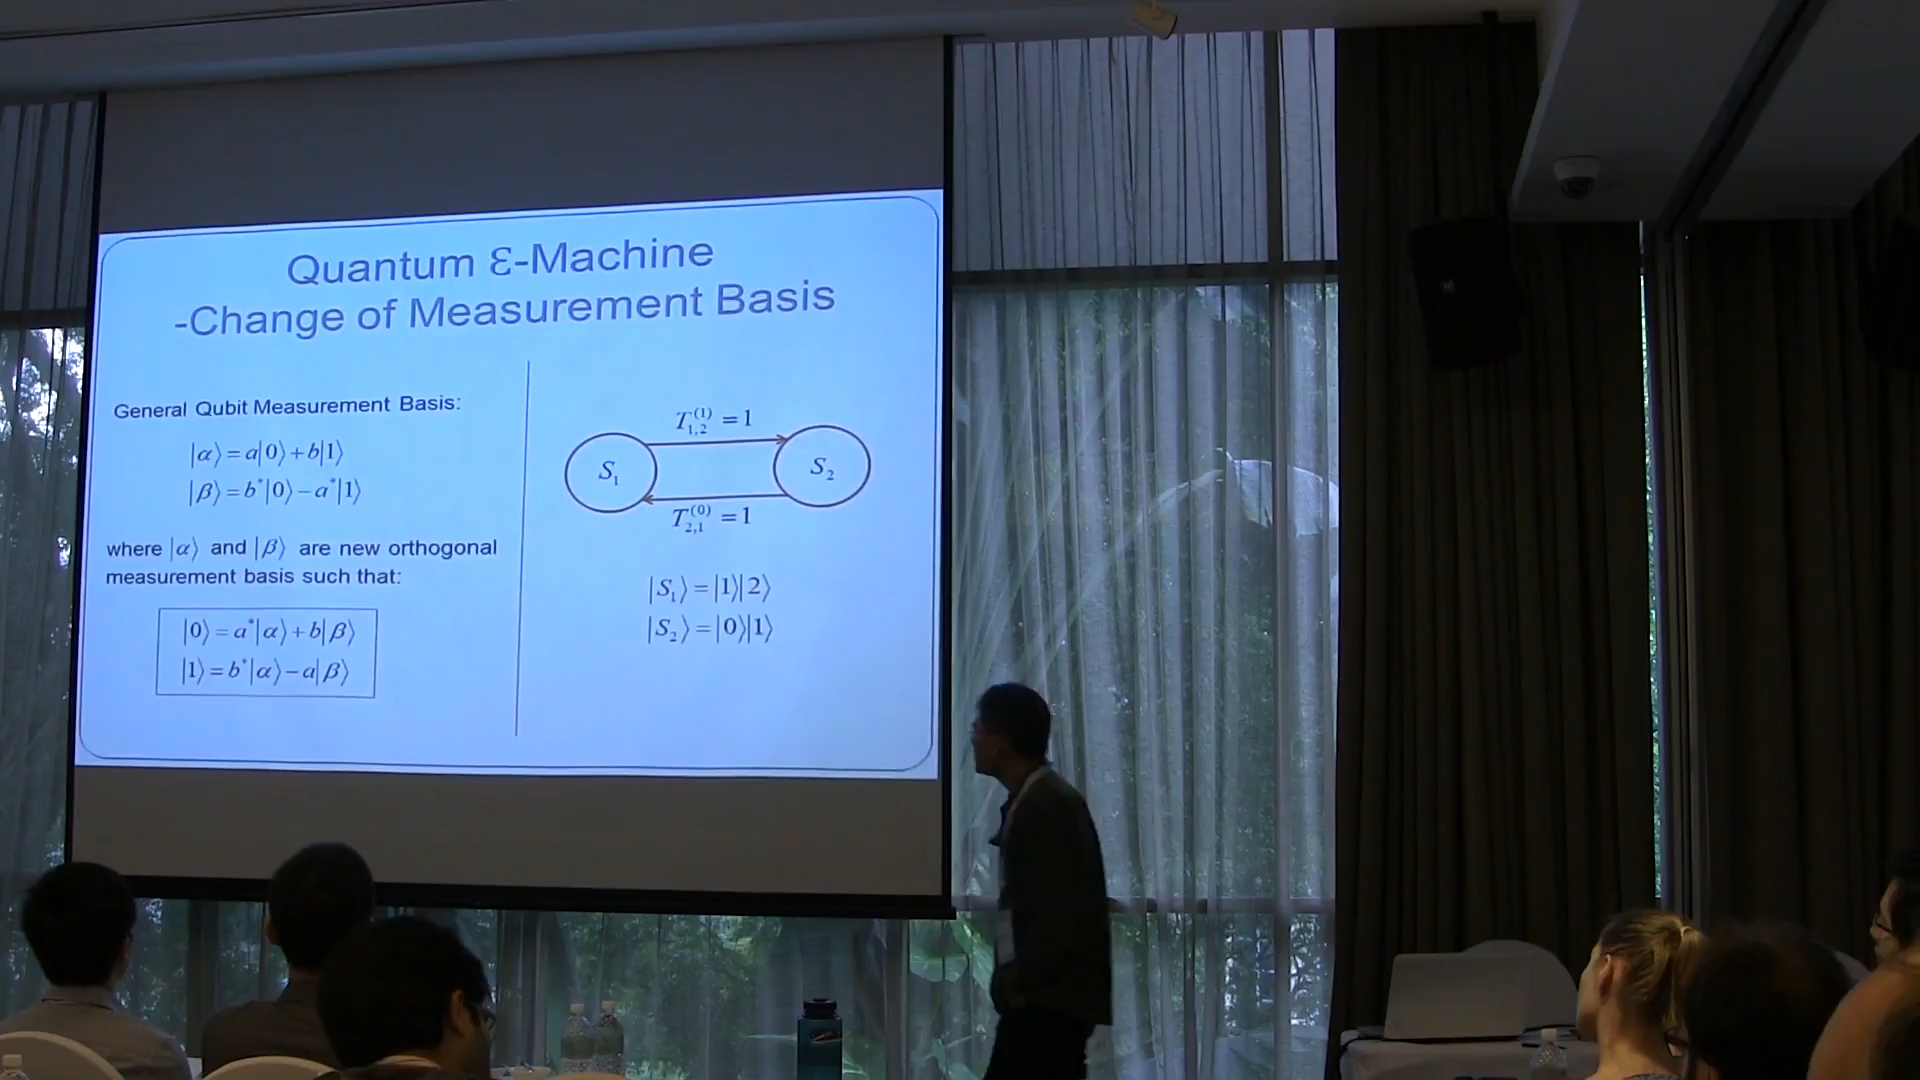 Quantum Ɛ-Machine
-Change of Measurement Basis
General Qubit Measurement Basis:
|α⟩=a|0⟩+b|1⟩
|β⟩=b*|0⟩−a*|1⟩
where |α⟩ and |β⟩ are new orthogonal
measurement basis such that:
|0⟩=a*|α⟩+b|β⟩
|1⟩=b*|α⟩−a|β⟩
T₁,₂⁽¹⁾ =1
S₁
S₂
T₂,₁⁽⁰⁾ =1
|S₁⟩=|1⟩|2⟩
|S₂⟩=|0⟩|1⟩